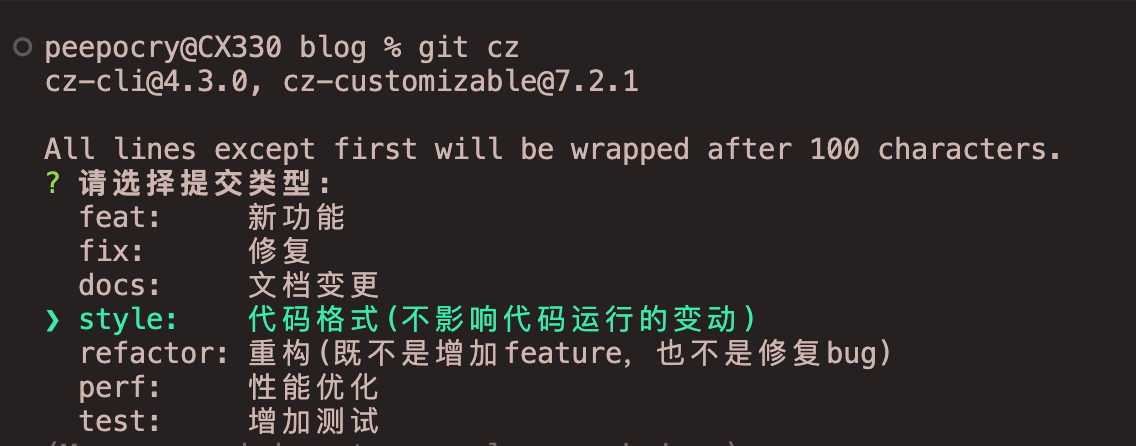 peepocry@CX330 blog % git cz
cz-cli@4.3.0, cz-customizable@7.2.1
All lines except first will be wrapped after 100 characters.
? 请选择提交类型:
feat: 新功能
fix: 修复
docs: 文档变更
❯ style: 代码格式(不影响代码运行的变动)
refactor: 重构(既不是增加feature, 也不是修复bug)
perf: 性能优化
test: 增加测试